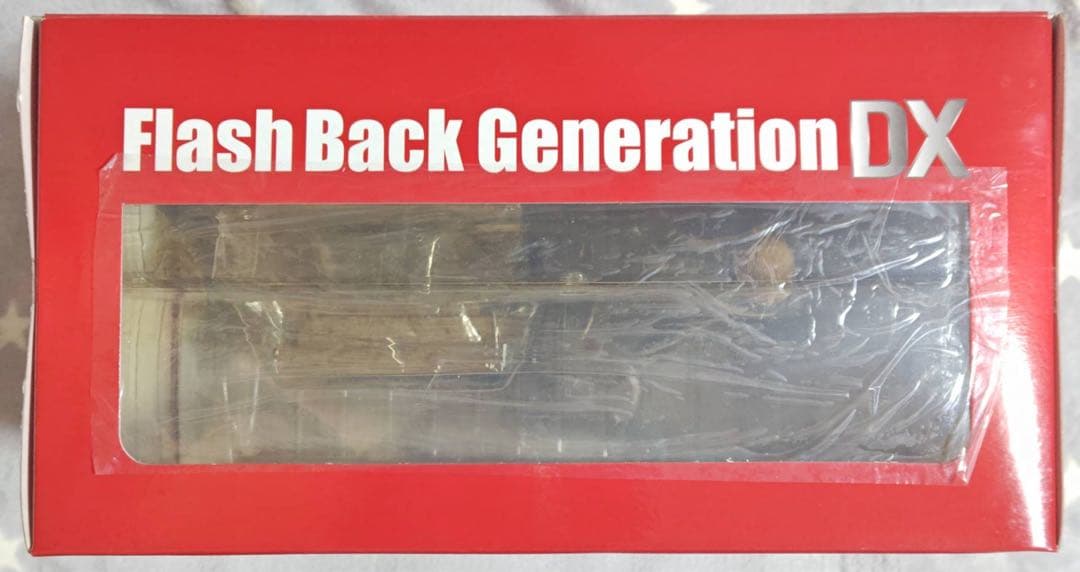 Flash Back Generation DX